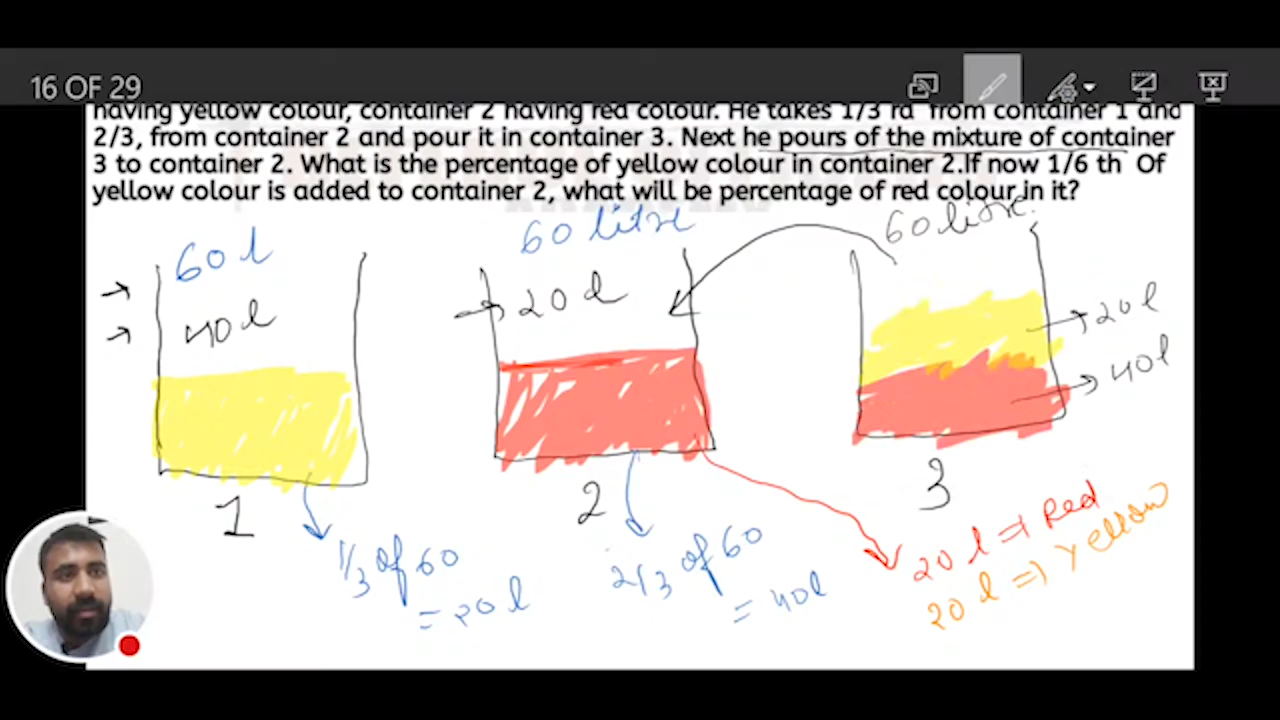 16 OF 29
having yellow colour, container 2 having red colour. He takes 1/3 rd from container 1 and
2/3, from container 2 and pour it in container 3. Next he pours of the mixture of container
3 to container 2. What is the percentage of yellow colour in container 2.If now 1/6 th Of
yellow colour is added to container 2, what will be percentage of red colour in it?
60 l
60 litre
60 litre.
40 l
20 l
20 l
40 l
1
2
3
1/3 of 60
= 20 l
2/3 of 60
= 40 l
20 l => Red
20 l => Yellow